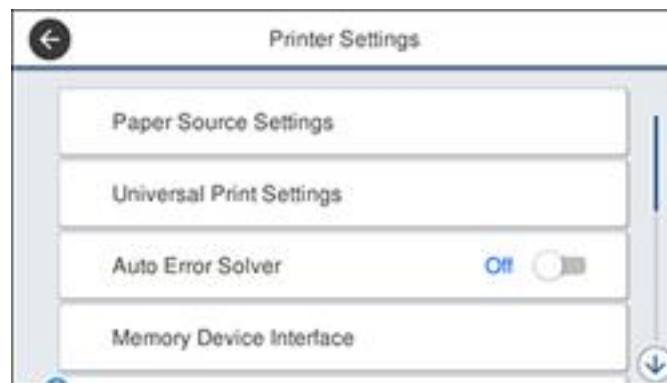 Printer Settings
Paper Source Settings
Universal Print Settings
Auto Error Solver Off
Memory Device Interface